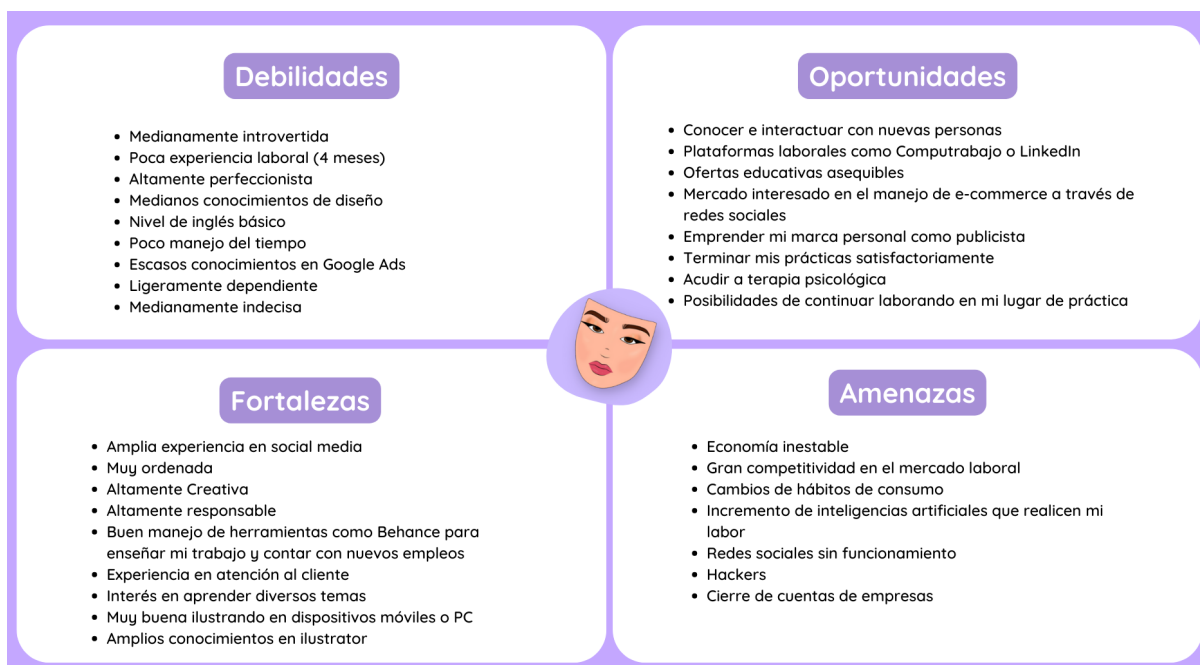 Debilidades
• Medianamente introvertida
• Poca experiencia laboral (4 meses)
• Altamente perfeccionista
• Medianos conocimientos de diseño
• Nivel de inglés básico
• Poco manejo del tiempo
• Escasos conocimientos en Google Ads
• Ligeramente dependiente
• Medianamente indecisa
Oportunidades
• Conocer e interactuar con nuevas personas
• Plataformas laborales como Computrabajo o LinkedIn
• Ofertas educativas asequibles
• Mercado interesado en el manejo de e-commerce a través de
redes sociales
• Emprender mi marca personal como publicista
• Terminar mis prácticas satisfactoriamente
• Acudir a terapia psicológica
• Posibilidades de continuar laborando en mi lugar de práctica
Fortalezas
• Amplia experiencia en social media
• Muy ordenada
• Altamente Creativa
• Altamente responsable
• Buen manejo de herramientas como Behance para
enseñar mi trabajo y contar con nuevos empleos
• Experiencia en atención al cliente
• Interés en aprender diversos temas
• Muy buena ilustrando en dispositivos móviles o PC
• Amplios conocimientos en ilustrator
Amenazas
• Economía inestable
• Gran competitividad en el mercado laboral
• Cambios de hábitos de consumo
• Incremento de inteligencias artificiales que realicen mi
labor
• Redes sociales sin funcionamiento
• Hackers
• Cierre de cuentas de empresas